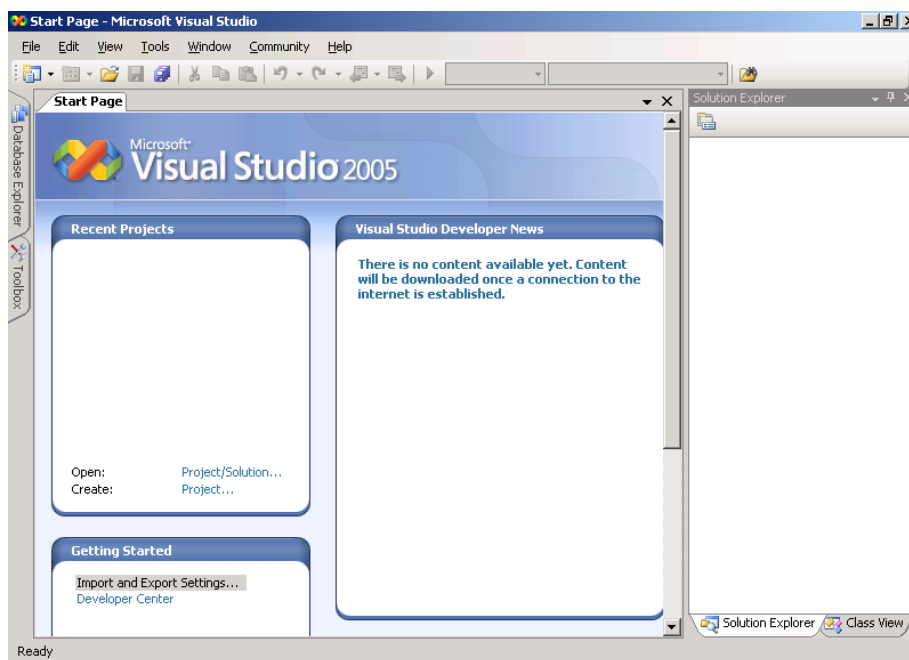 Start Page - Microsoft Visual Studio
File Edit View Tools Window Community Help
Start Page
Solution Explorer
Database Explorer
Toolbox
Microsoft
Visual Studio 2005
Recent Projects
Open: Project/Solution...
Create: Project...
Getting Started
Import and Export Settings...
Developer Center
Visual Studio Developer News
There is no content available yet. Content
will be downloaded once a connection to the
internet is established.
Solution Explorer Class View
Ready